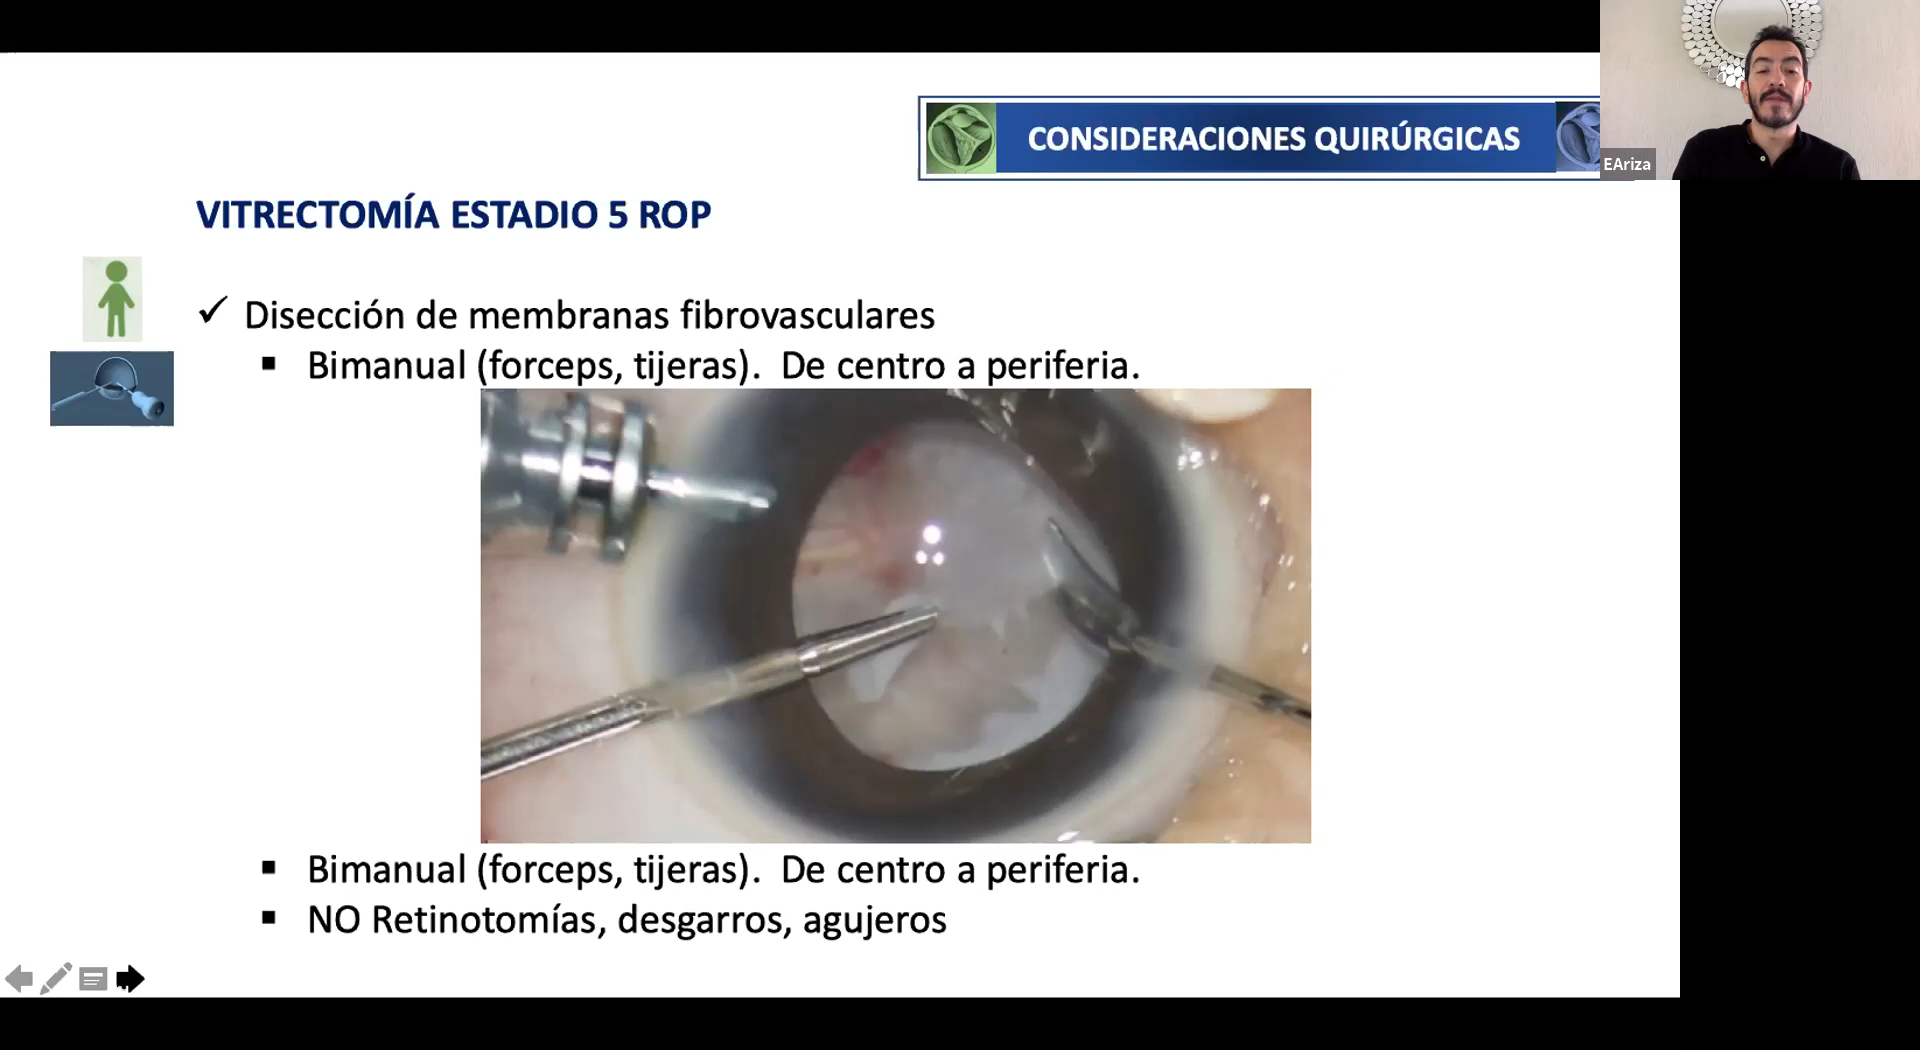 CONSIDERACIONES QUIRÚRGICAS
EAriza
VITRECTOMÍA ESTADIO 5 ROP
✓ Disección de membranas fibrovasculares
▪ Bimanual (forceps, tijeras). De centro a periferia.
▪ Bimanual (forceps, tijeras). De centro a periferia.
▪ NO Retinotomías, desgarros, agujeros